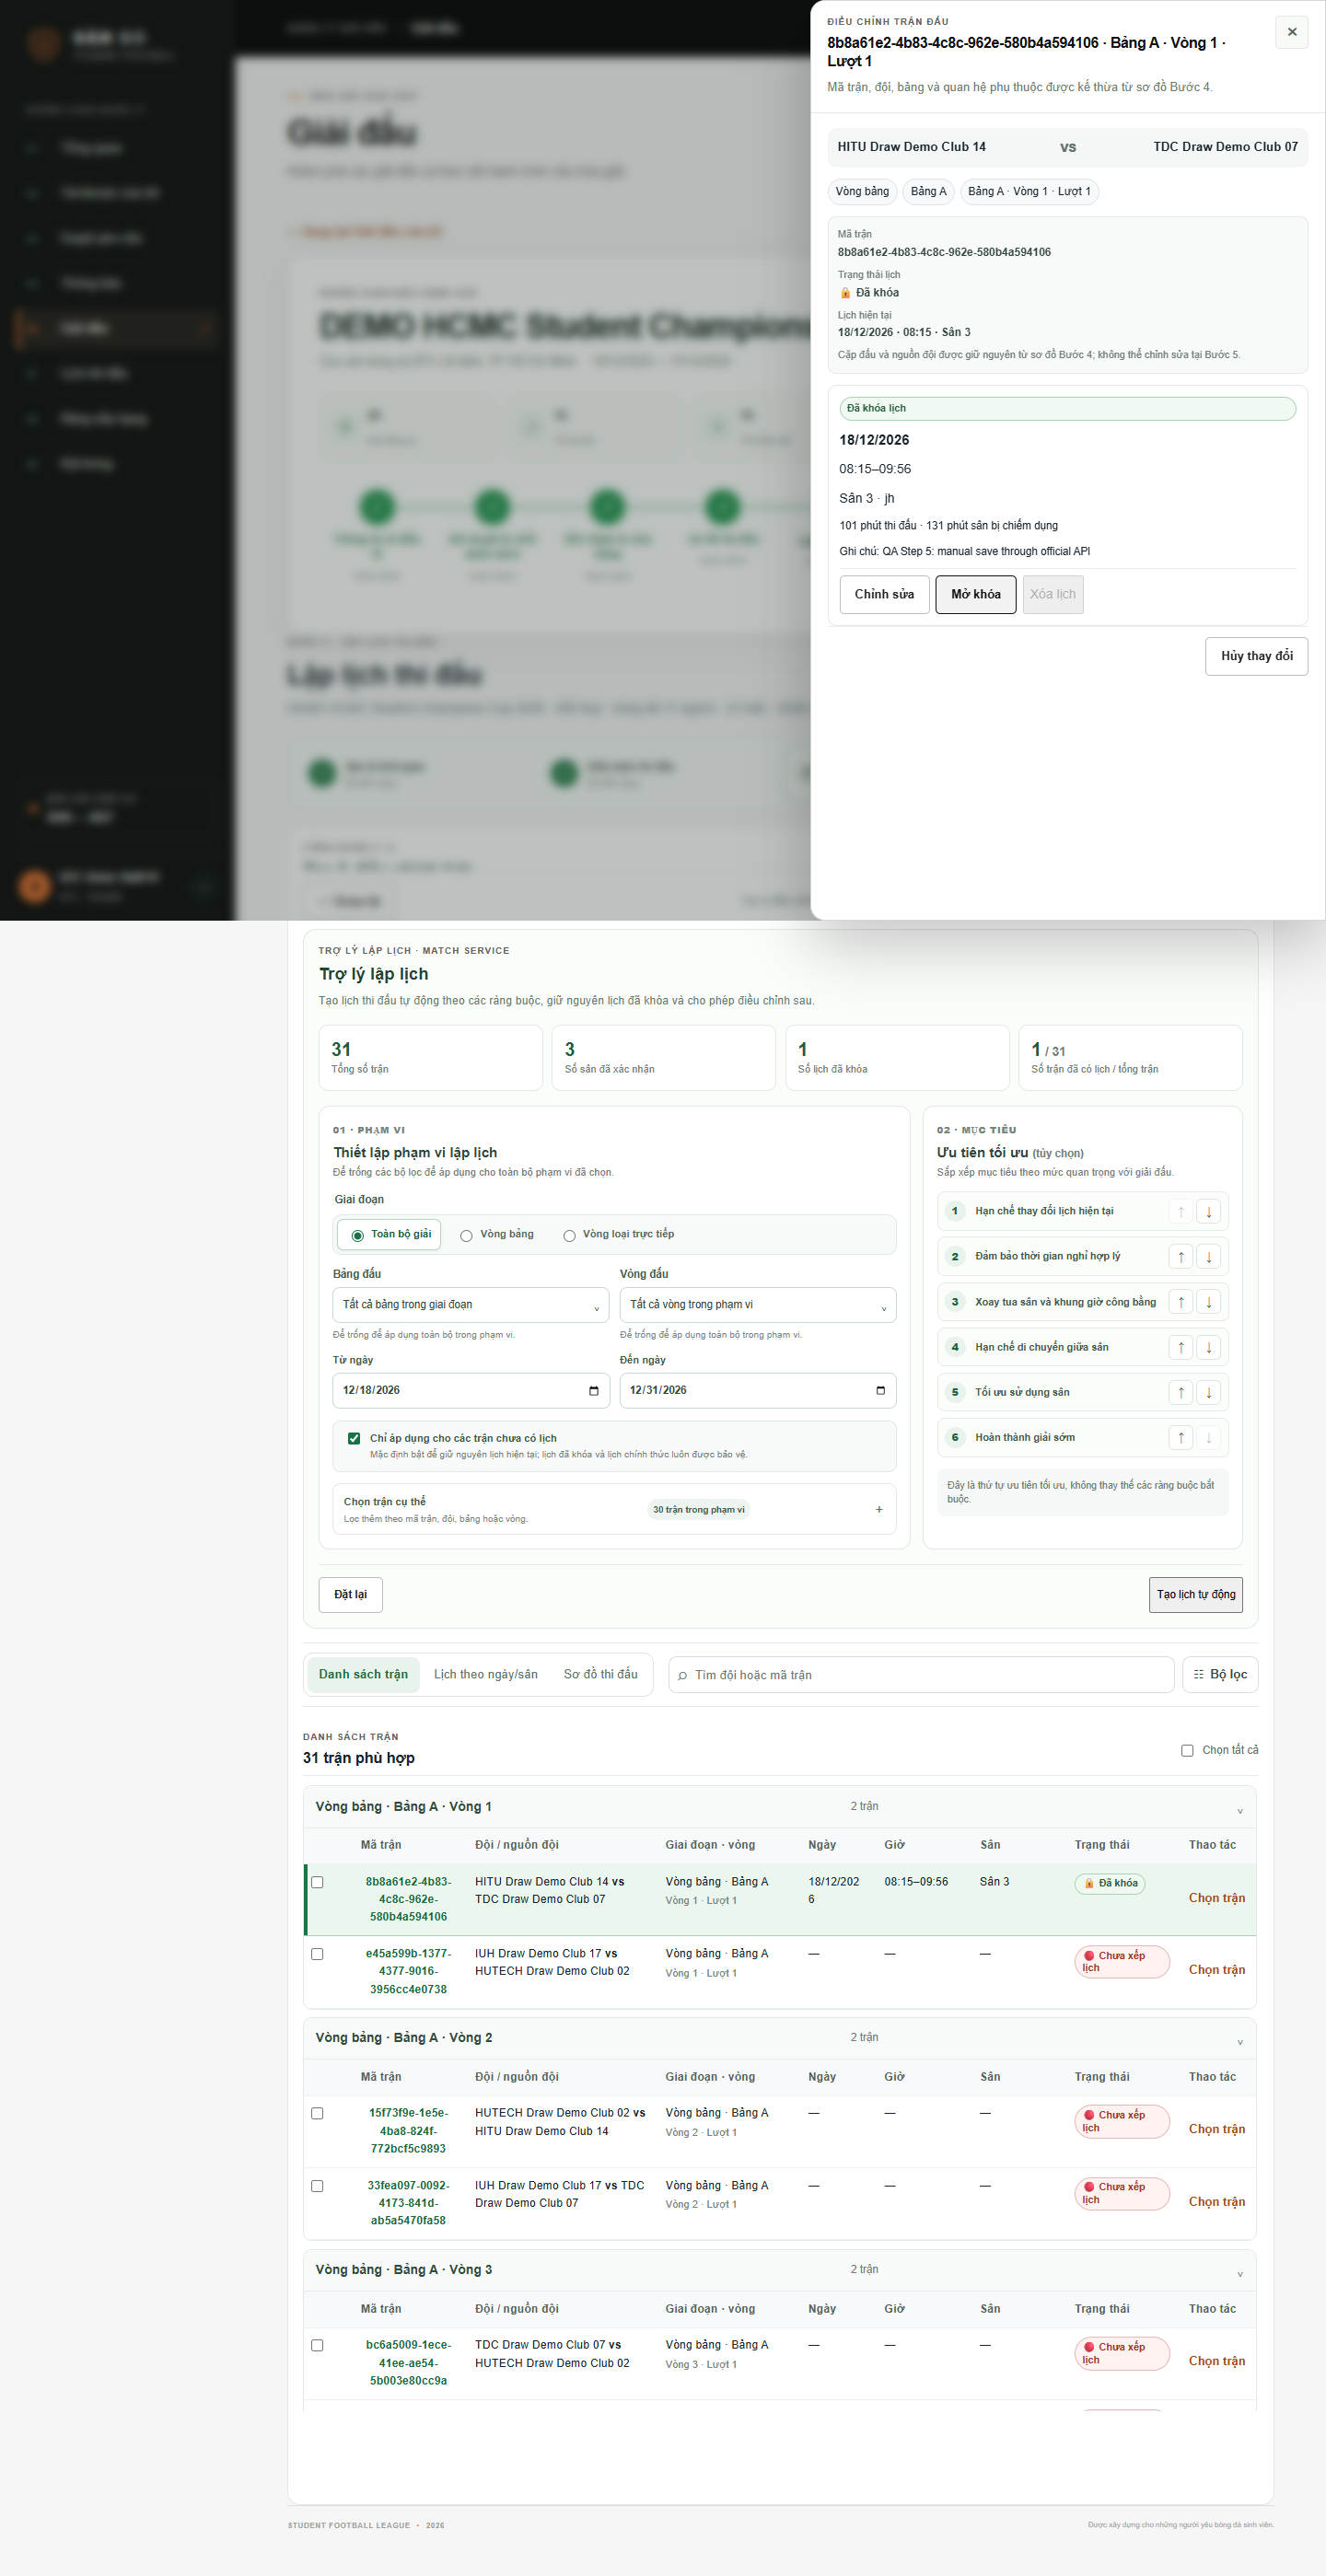 Giải đấu
DEMO HCMC Student Champions
Lập lịch thi đấu
ĐIỀU CHỈNH TRẬN ĐẤU
8b8a61e2-4b83-4c8c-962e-580b4a594106 · Bảng A · Vòng 1 ·
Lượt 1
✕
Mã trận, đội, bảng và quan hệ phụ thuộc được kế thừa từ sơ đồ Bước 4.
HITU Draw Demo Club 14 VS TDC Draw Demo Club 07
Vòng bảng Bảng A Bảng A · Vòng 1 · Lượt 1
Mã trận
8b8a61e2-4b83-4c8c-962e-580b4a594106
Trạng thái lịch
🔒 Đã khóa
Lịch hiện tại
18/12/2026 · 08:15 · Sân 3
Cặp đấu và nguồn đội được giữ nguyên từ sơ đồ Bước 4; không thể chỉnh sửa tại Bước 5.
Đã khóa lịch
18/12/2026
08:15–09:56
Sân 3 · jh
101 phút thi đấu · 131 phút sân bị chiếm dụng
Ghi chú: QA Step 5: manual save through official API
Chỉnh sửa Mở khóa Xóa lịch
Hủy thay đổi
TRỢ LÝ LẬP LỊCH · MATCH SERVICE
Trợ lý lập lịch
Tạo lịch thi đấu tự động theo các ràng buộc, giữ nguyên lịch đã khóa và cho phép điều chỉnh sau.
31
Tổng số trận
3
Số sân đã xác nhận
1
Số lịch đã khóa
1 / 31
Số trận đã có lịch / tổng trận
01 · PHẠM VI
Thiết lập phạm vi lập lịch
Để trống các bộ lọc để áp dụng cho toàn bộ phạm vi đã chọn.
Giai đoạn
Toàn bộ giải Vòng bảng Vòng loại trực tiếp
Bảng đấu Vòng đấu
Tất cả bảng trong giai đoạn Tất cả vòng trong phạm vi
Để trống để áp dụng toàn bộ trong phạm vi. Để trống để áp dụng toàn bộ trong phạm vi.
Từ ngày Đến ngày
12/18/2026 12/31/2026
Chỉ áp dụng cho các trận chưa có lịch
Mặc định bật để giữ nguyên lịch hiện tại; lịch đã khóa và lịch chính thức luôn được bảo vệ.
Chọn trận cụ thể
Lọc thêm theo mã trận, đội, bảng hoặc vòng.
30 trận trong phạm vi +
02 · MỤC TIÊU
Ưu tiên tối ưu (tùy chọn)
Sắp xếp mục tiêu theo mức quan trọng với giải đấu.
1 Hạn chế thay đổi lịch hiện tại ↑ ↓
2 Đảm bảo thời gian nghỉ hợp lý ↑ ↓
3 Xoay tua sân và khung giờ công bằng ↑ ↓
4 Hạn chế di chuyển giữa sân ↑ ↓
5 Tối ưu sử dụng sân ↑ ↓
6 Hoàn thành giải sớm ↑ ↓
Đây là thứ tự ưu tiên tối ưu, không thay thế các ràng buộc bắt
buộc.
Đặt lại Tạo lịch tự động
Danh sách trận Lịch theo ngày/sân Sơ đồ thi đấu Tìm đội hoặc mã trận Bộ lọc
DANH SÁCH TRẬN
31 trận phù hợp Chọn tất cả
Vòng bảng · Bảng A · Vòng 1 2 trận
Mã trận Đội / nguồn đội Giai đoạn · vòng Ngày Giờ Sân Trạng thái Thao tác
8b8a61e2-4b83- HITU Draw Demo Club 14 vs Vòng bảng · Bảng A 18/12/202 08:15–09:56 Sân 3 🔒 Đã khóa
4c8c-962e- TDC Draw Demo Club 07 Vòng 1 · Lượt 1 6 Chọn trận
580b4a594106
e45a599b-1377- IUH Draw Demo Club 17 vs Vòng bảng · Bảng A — — — Chưa xếp
4377-9016- HUTECH Draw Demo Club 02 Vòng 1 · Lượt 1 lịch Chọn trận
3956cc4e0738
Vòng bảng · Bảng A · Vòng 2 2 trận
Mã trận Đội / nguồn đội Giai đoạn · vòng Ngày Giờ Sân Trạng thái Thao tác
15f73f9e-1e5e- HUTECH Draw Demo Club 02 vs Vòng bảng · Bảng A — — — Chưa xếp
4ba8-824f- HITU Draw Demo Club 14 Vòng 2 · Lượt 1 lịch Chọn trận
772bcf5c9893
33fea097-0092- IUH Draw Demo Club 17 vs TDC Vòng bảng · Bảng A — — — Chưa xếp
4173-841d- Draw Demo Club 07 Vòng 2 · Lượt 1 lịch Chọn trận
ab5a5470fa58
Vòng bảng · Bảng A · Vòng 3 2 trận
Mã trận Đội / nguồn đội Giai đoạn · vòng Ngày Giờ Sân Trạng thái Thao tác
bc6a5009-1ece- TDC Draw Demo Club 07 vs Vòng bảng · Bảng A — — — Chưa xếp
41ee-ae54- HUTECH Draw Demo Club 02 Vòng 3 · Lượt 1 lịch Chọn trận
5b003e80cc9a
STUDENT FOOTBALL LEAGUE • 2026 Được xây dựng cho những người yêu bóng đá sinh viên.